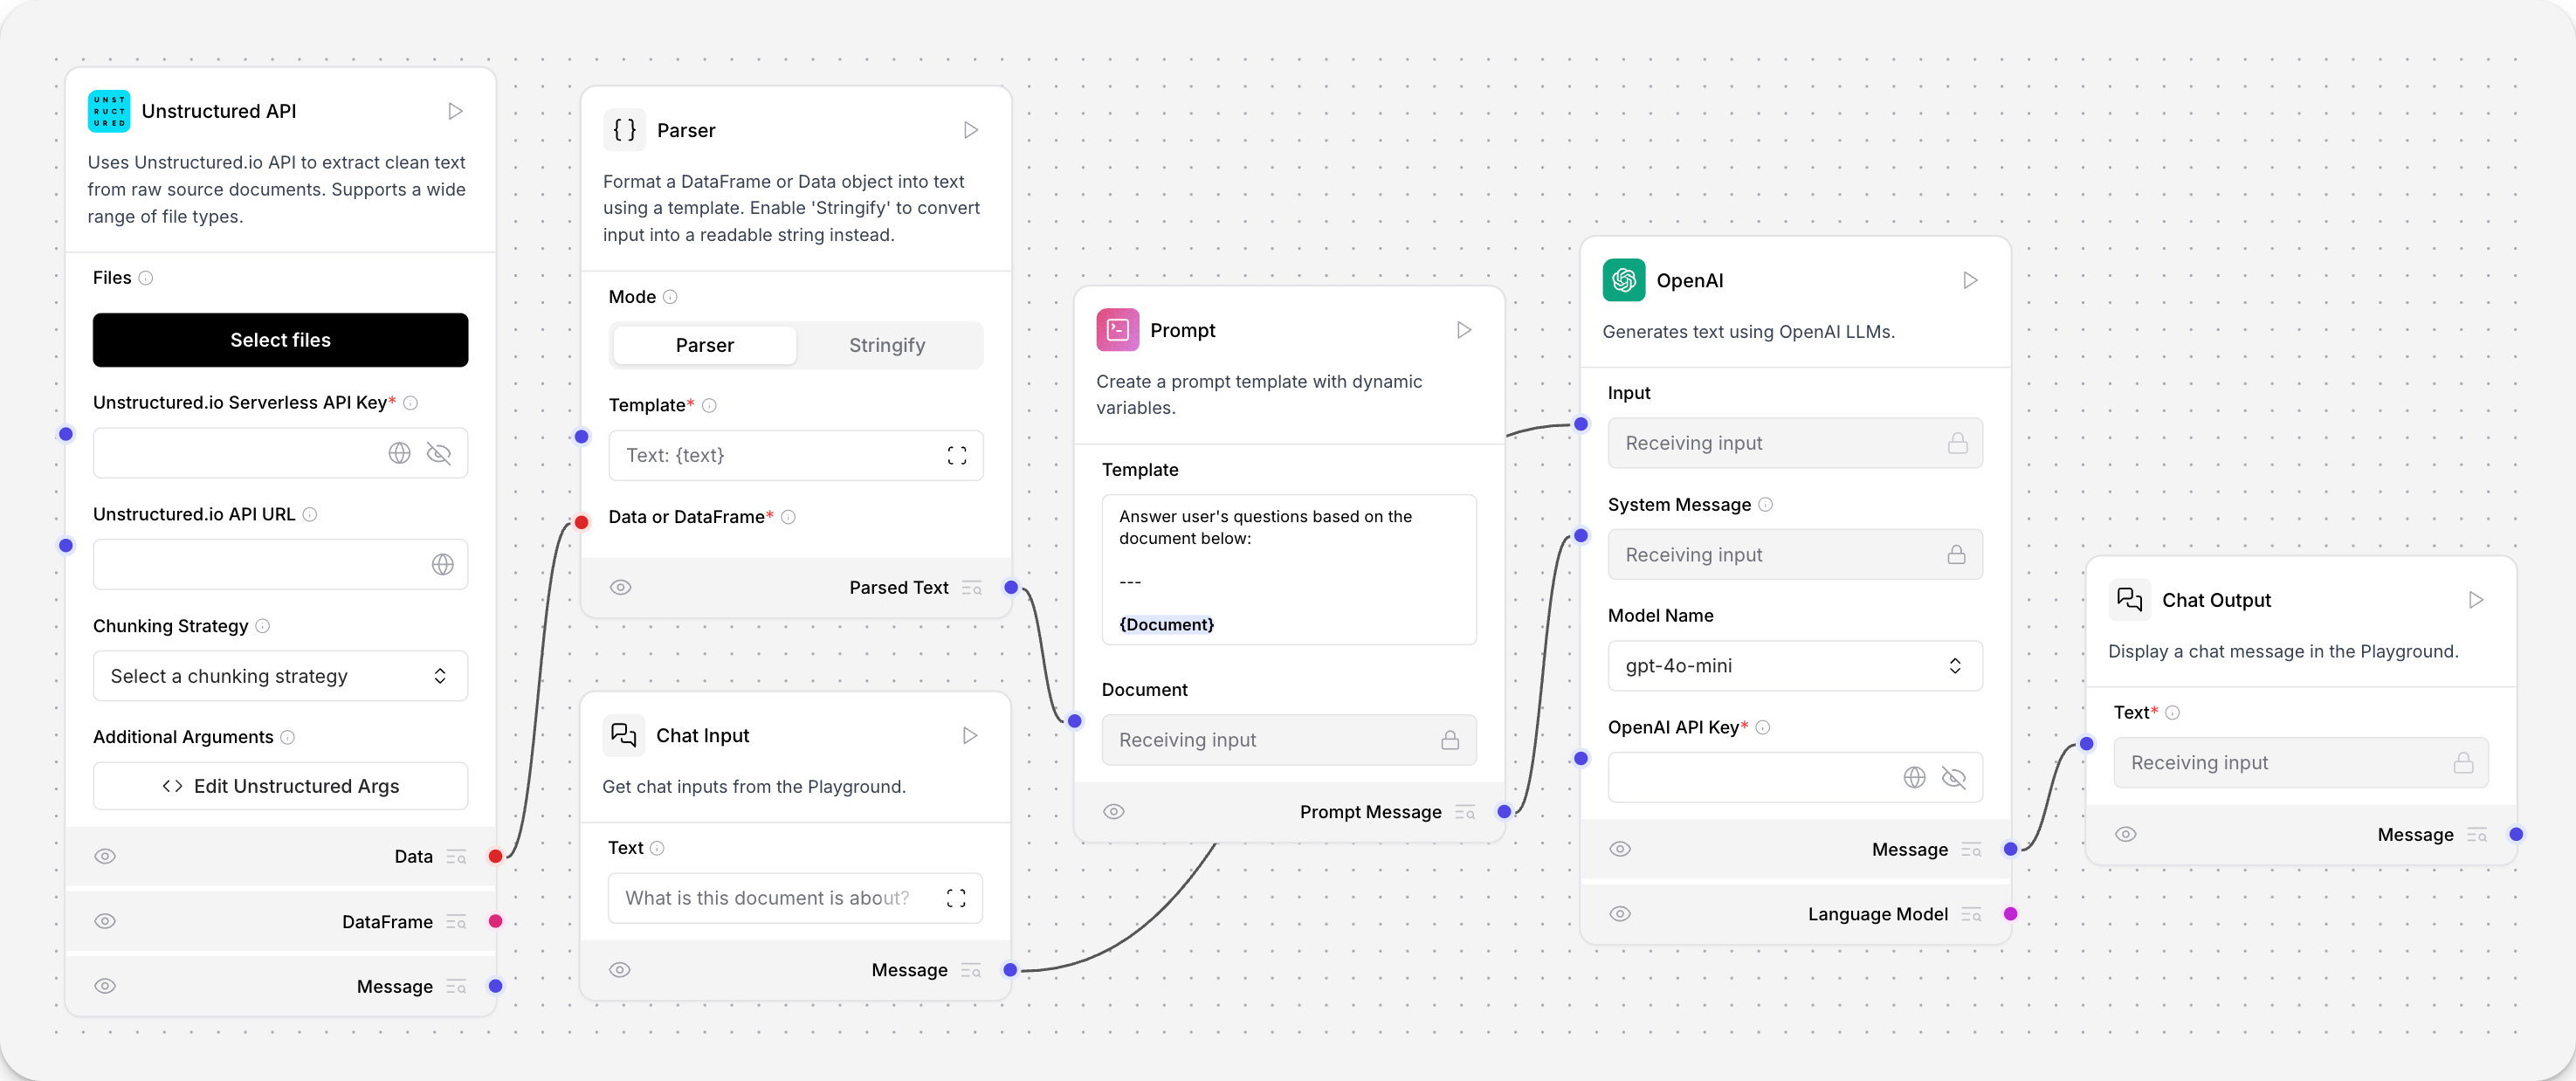 UNST
RUCT
URED
Unstructured API
Uses Unstructured.io API to extract clean text
from raw source documents. Supports a wide
range of file types.
Files
Select files
Unstructured.io Serverless API Key*
Unstructured.io API URL
Chunking Strategy
Select a chunking strategy
Additional Arguments
Edit Unstructured Args
Data
DataFrame
Message
{ } Parser
Format a DataFrame or Data object into text
using a template. Enable 'Stringify' to convert
input into a readable string instead.
Mode
Parser Stringify
Template*
Text: {text}
Data or DataFrame*
Parsed Text
Chat Input
Get chat inputs from the Playground.
Text
What is this document is about?
Message
Prompt
Create a prompt template with dynamic
variables.
Template
Answer user's questions based on the
document below:
---
{Document}
Document
Receiving input
Prompt Message
OpenAI
Generates text using OpenAI LLMs.
Input
Receiving input
System Message
Receiving input
Model Name
gpt-4o-mini
OpenAI API Key*
Message
Language Model
Chat Output
Display a chat message in the Playground.
Text*
Receiving input
Message